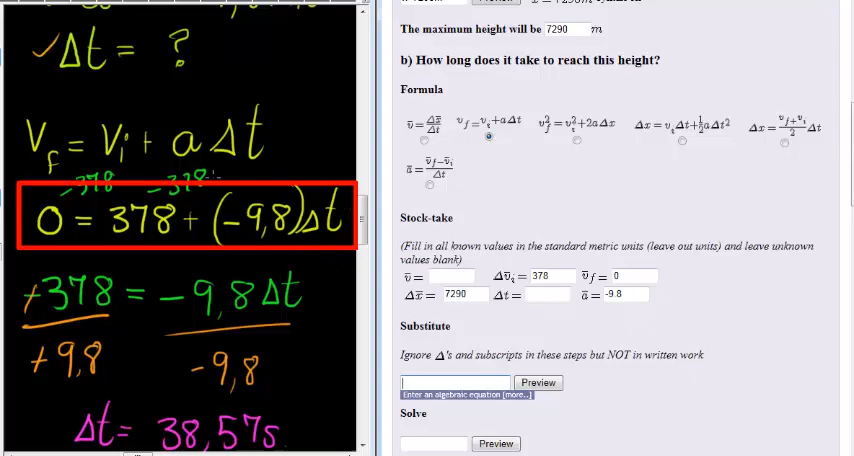 Δt = ?
V_f = V_i + a Δt
-378 -378
0 = 378 + (-9,8)Δt
+378 = -9,8Δt
+9,8 -9,8
Δt = 38,57s
Preview
The maximum height will be 7290 m
b) How long does it take to reach this height?
Formula
v̄ = Δx̄/Δt v_f = v_i + aΔt v_f² = v_i² + 2aΔx Δx = v_iΔt + ½aΔt² Δx = (v_f + v_i)/2 Δt
ā = (v̄_f − v̄_i)/Δt
Stock-take
(Fill in all known values in the standard metric units (leave out units) and leave unknown
values blank)
v̄ = Δv̄_i = 378 v̄_f = 0
Δx̄ = 7290 Δt = ā = -9.8
Substitute
Ignore Δ's and subscripts in these steps but NOT in written work
Preview
Enter an algebraic equation [more..]
Solve
Preview